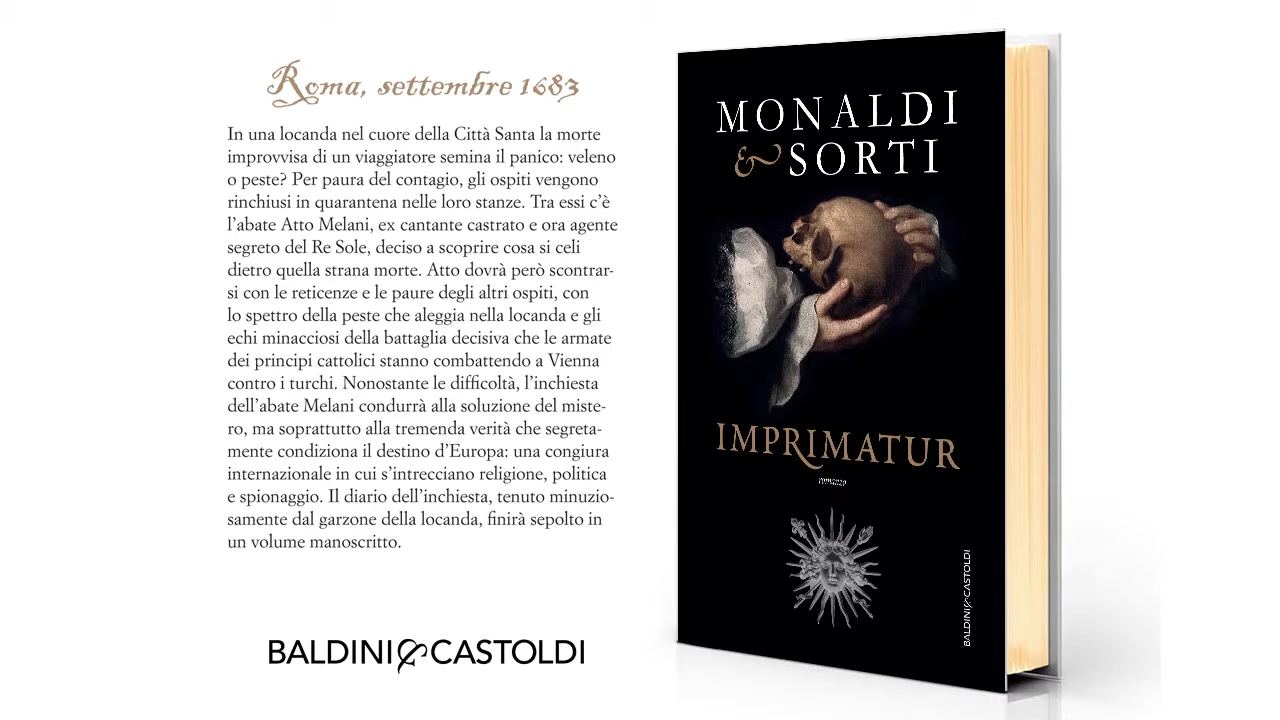 Roma, settembre 1683
In una locanda nel cuore della Città Santa la morte
improvvisa di un viaggiatore semina il panico: veleno
o peste? Per paura del contagio, gli ospiti vengono
rinchiusi in quarantena nelle loro stanze. Tra essi c’è
l’abate Atto Melani, ex cantante castrato e ora agente
segreto del Re Sole, deciso a scoprire cosa si celi
dietro quella strana morte. Atto dovrà però scontrar-
si con le reticenze e le paure degli altri ospiti, con
lo spettro della peste che aleggia nella locanda e gli
echi minacciosi della battaglia decisiva che le armate
dei principi cattolici stanno combattendo a Vienna
contro i turchi. Nonostante le difficoltà, l’inchiesta
dell’abate Melani condurrà alla soluzione del miste-
ro, ma soprattutto alla tremenda verità che segreta-
mente condiziona il destino d’Europa: una congiura
internazionale in cui s’intrecciano religione, politica
e spionaggio. Il diario dell’inchiesta, tenuto minuzio-
samente dal garzone della locanda, finirà sepolto in
un volume manoscritto.
BALDINI&CASTOLDI
MONALDI
& SORTI
IMPRIMATUR
romanzo
BALDINI&CASTOLDI